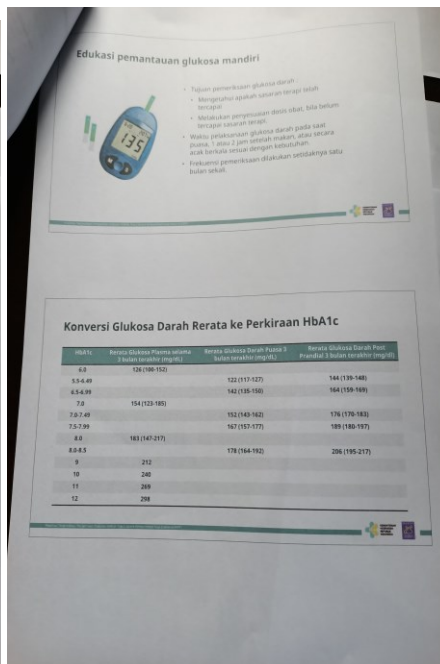 Edukasi pemantauan glukosa mandiri
• Tujuan pemeriksaan glukosa darah :
• Mengetahui apakah sasaran terapi telah
tercapai
• Melakukan penyesuaian dosis obat, bila belum
tercapai sasaran terapi.
• Waktu pelaksanaan glukosa darah pada saat
puasa, 1 atau 2 jam setelah makan, atau secara
acak berkala sesuai dengan kebutuhan.
• Frekuensi pemeriksaan dilakukan setidaknya satu
bulan sekali.
135
Konversi Glukosa Darah Rerata ke Perkiraan HbA1c
HbA1c Rerata Glukosa Plasma selama Rerata Glukosa Darah Puasa 3 Rerata Glukosa Darah Post
3 bulan terakhir (mg/dL) bulan terakhir (mg/dL) Prandial 3 bulan terakhir (mg/dl)
6.0 126 (100-152)
5.5-6.49 122 (117-127) 144 (139-148)
6.5-6.99 142 (135-150) 164 (159-169)
7.0 154 (123-185)
7.0-7.49 152 (143-162) 176 (170-183)
7.5-7.99 167 (157-177) 189 (180-197)
8.0 183 (147-217)
8.0-8.5 178 (164-192) 206 (195-217)
9 212
10 240
11 269
12 298